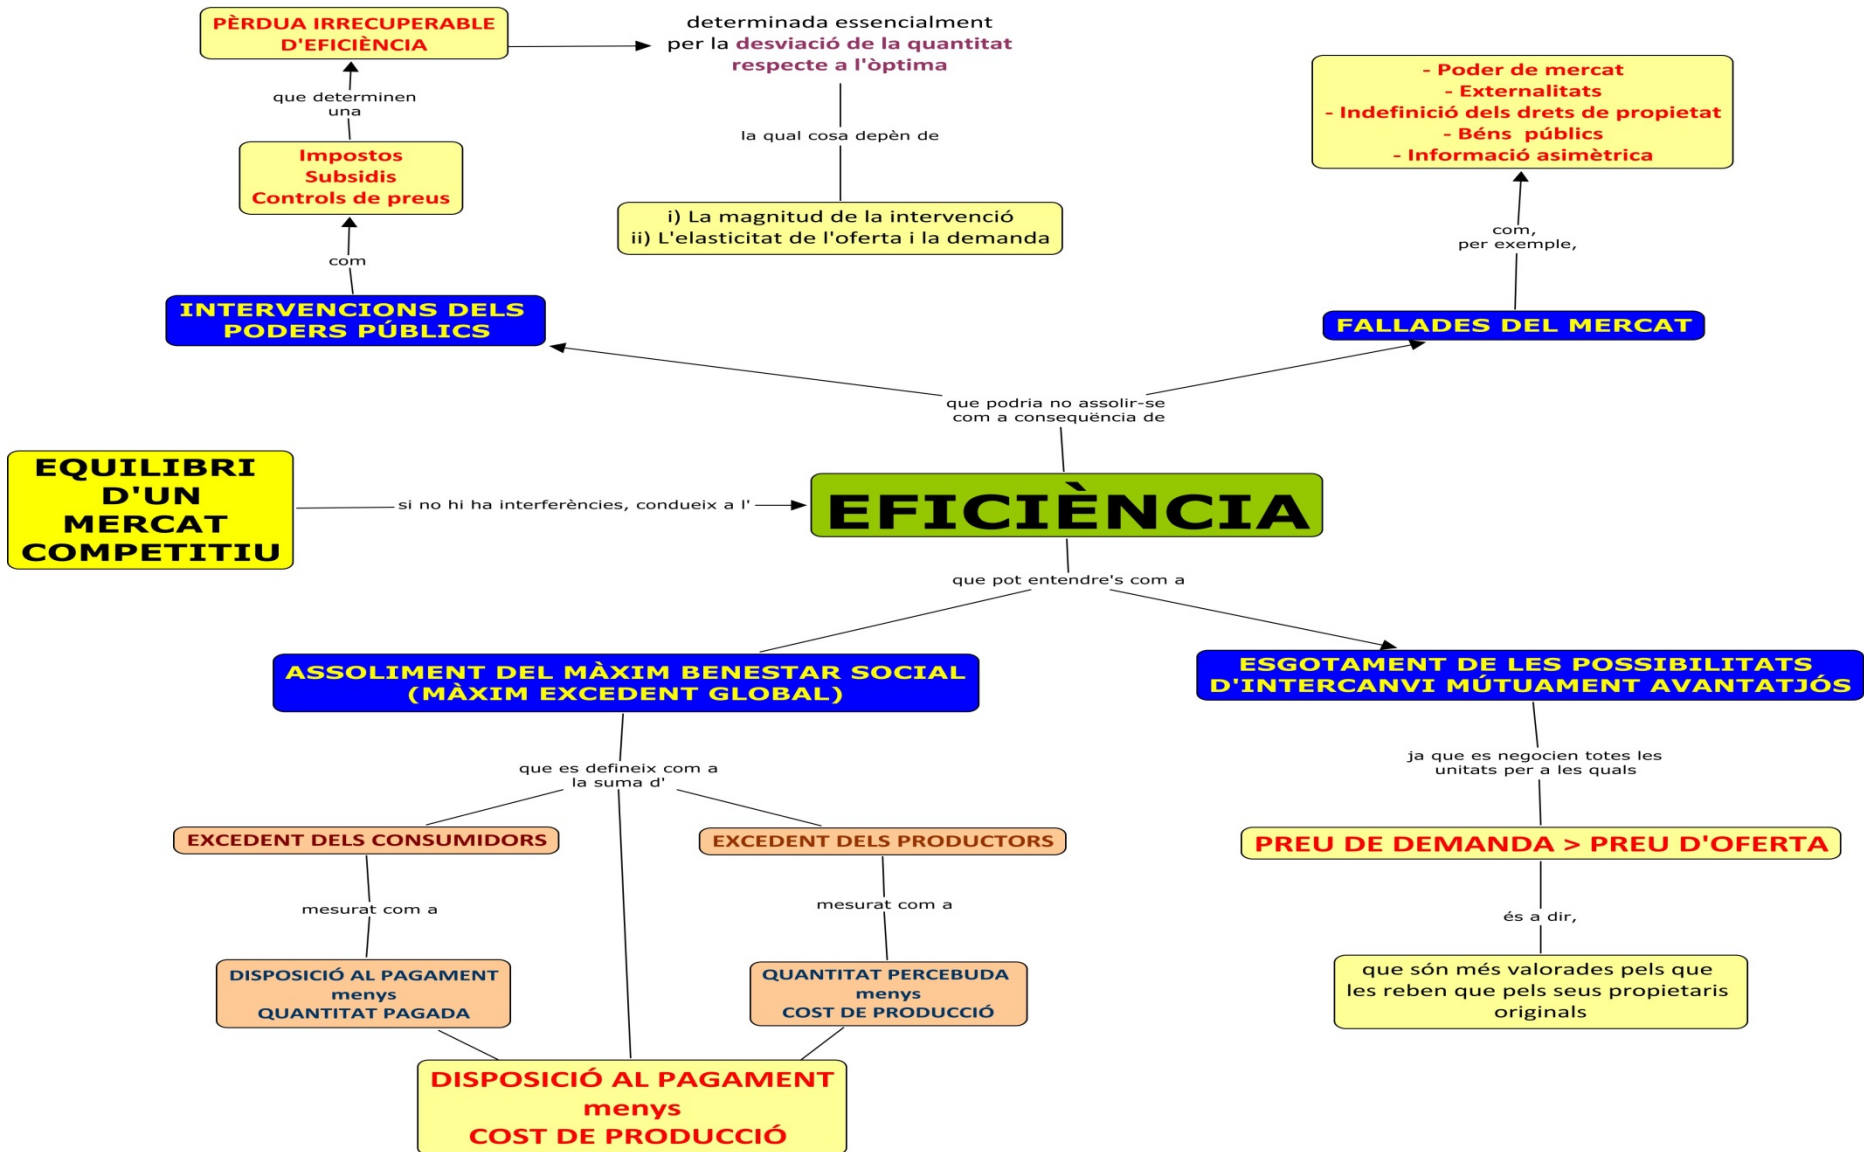 PÈRDUA IRRECUPERABLE
D'EFICIÈNCIA
determinada essencialment
per la desviació de la quantitat
respecte a l'òptima
que determinen
una
la qual cosa depèn de
Impostos
Subsidis
Controls de preus
i) La magnitud de la intervenció
ii) L'elasticitat de l'oferta i la demanda
com
INTERVENCIONS DELS
PODERS PÚBLICS
- Poder de mercat
- Externalitats
- Indefinició dels drets de propietat
- Béns públics
- Informació asimètrica
com,
per exemple,
FALLADES DEL MERCAT
que podria no assolir-se
com a consequència de
EQUILIBRI
D'UN
MERCAT
COMPETITIU
si no hi ha interferències, condueix a l'
EFICIÈNCIA
que pot entendre's com a
ASSOLIMENT DEL MÀXIM BENESTAR SOCIAL
(MÀXIM EXCEDENT GLOBAL)
que es defineix com a
la suma d'
EXCEDENT DELS CONSUMIDORS
EXCEDENT DELS PRODUCTORS
mesurat com a
mesurat com a
DISPOSICIÓ AL PAGAMENT
menys
QUANTITAT PAGADA
QUANTITAT PERCEBUDA
menys
COST DE PRODUCCIÓ
DISPOSICIÓ AL PAGAMENT
menys
COST DE PRODUCCIÓ
ESGOTAMENT DE LES POSSIBILITATS
D'INTERCANVI MÚTUAMENT AVANTATJÓS
ja que es negocien totes les
unitats per a les quals
PREU DE DEMANDA > PREU D'OFERTA
és a dir,
que són més valorades pels que
les reben que pels seus propietaris
originals